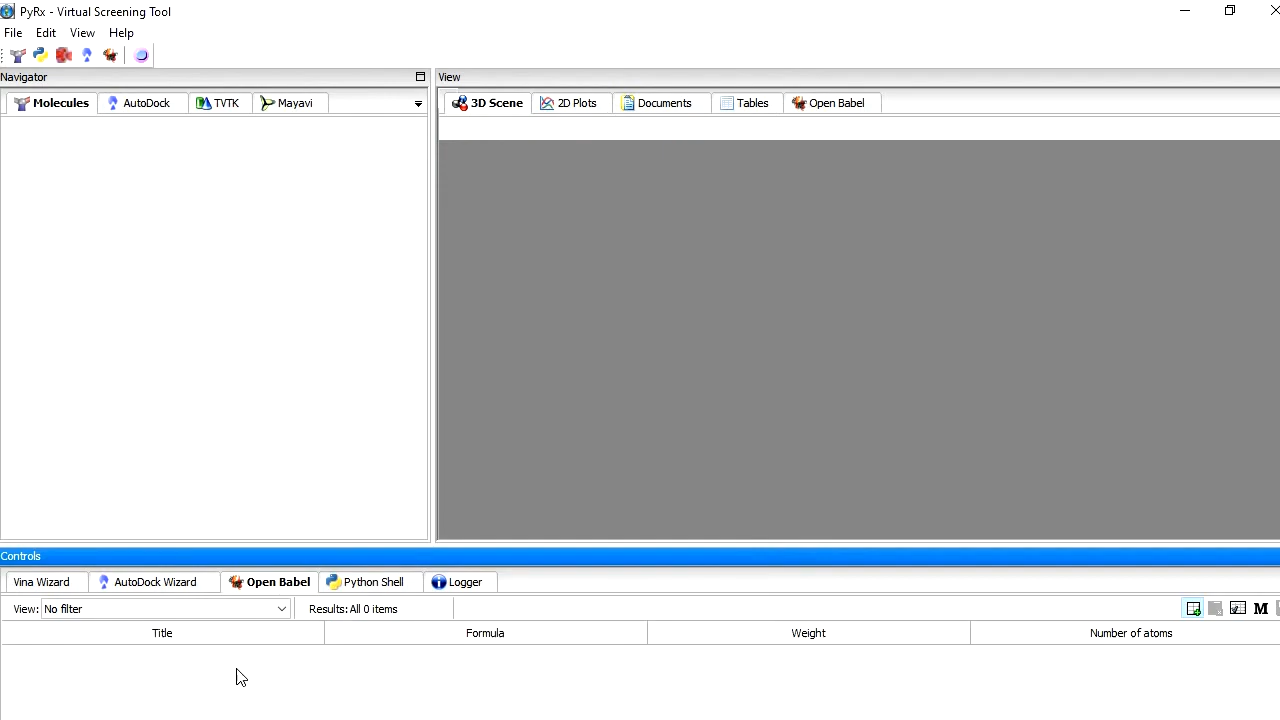 PyRx - Virtual Screening Tool
File Edit View Help
Navigator View
Molecules AutoDock TVTK Mayavi 3D Scene 2D Plots Documents Tables Open Babel
Controls
Vina Wizard AutoDock Wizard Open Babel Python Shell Logger
View: No filter Results: All 0 items M
Title Formula Weight Number of atoms